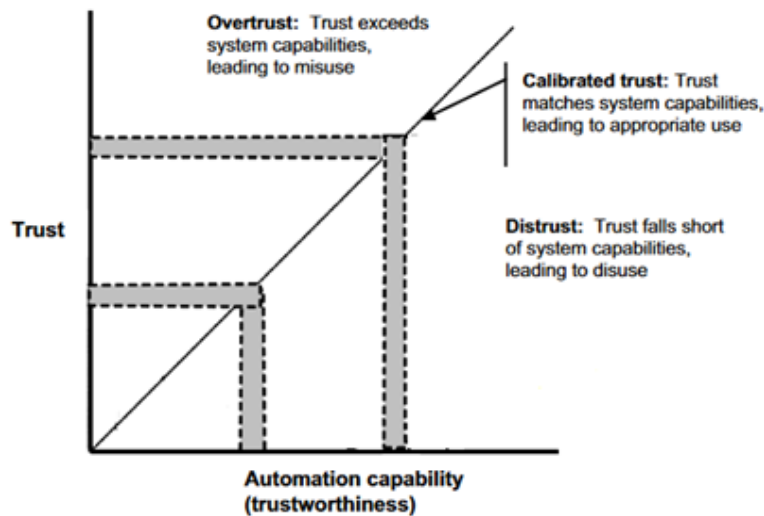 Overtrust: Trust exceeds
system capabilities,
leading to misuse
Calibrated trust: Trust
matches system capabilities,
leading to appropriate use
Trust
Distrust: Trust falls short
of system capabilities,
leading to disuse
Automation capability
(trustworthiness)